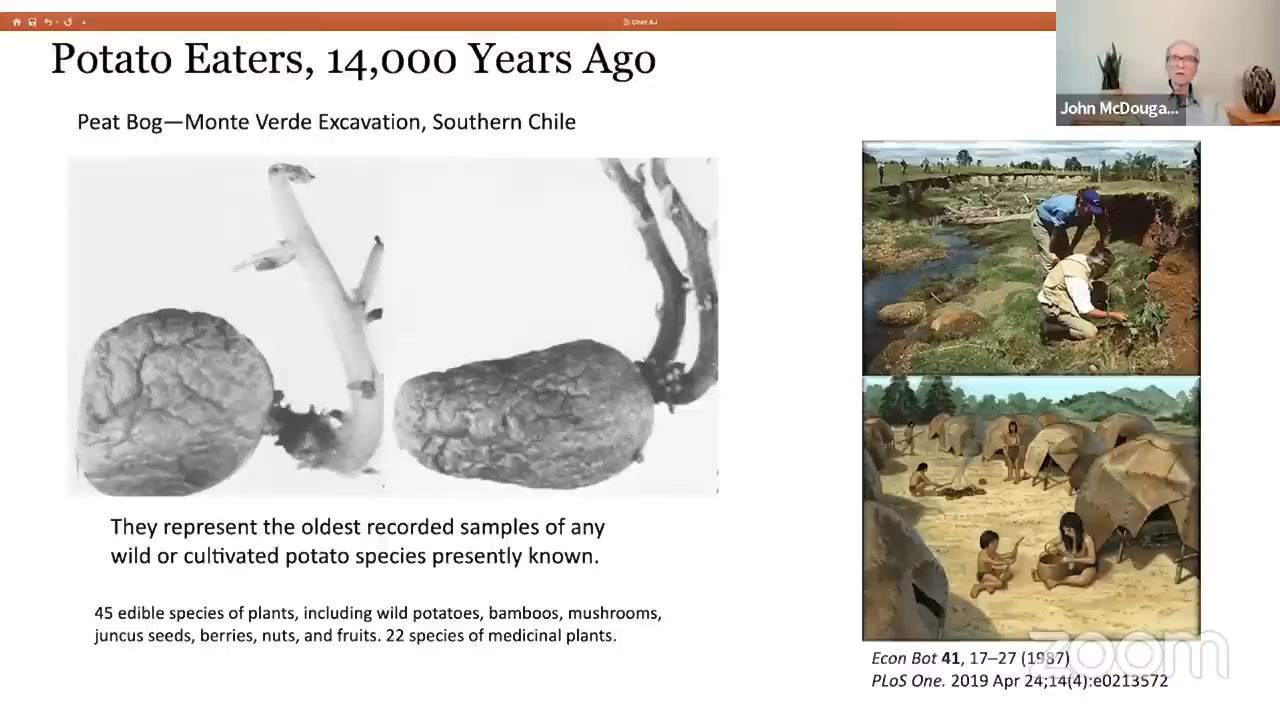 Chef AJ
Potato Eaters, 14,000 Years Ago
John McDouga...
Peat Bog—Monte Verde Excavation, Southern Chile
They represent the oldest recorded samples of any
wild or cultivated potato species presently known.
45 edible species of plants, including wild potatoes, bamboos, mushrooms,
juncus seeds, berries, nuts, and fruits. 22 species of medicinal plants.
Econ Bot 41, 17–27 (1987)
PLoS One. 2019 Apr 24;14(4):e0213572
zoom